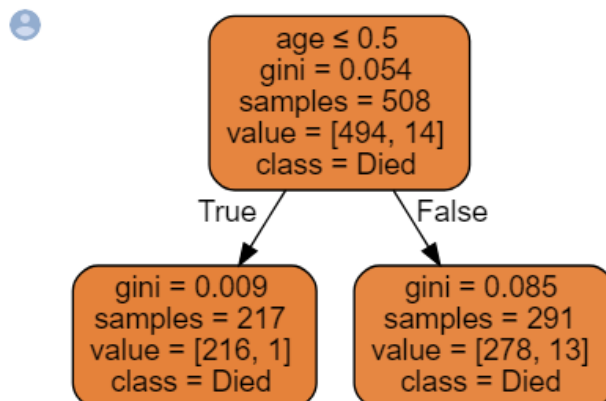 age ≤ 0.5
gini = 0.054
samples = 508
value = [494, 14]
class = Died
True
False
gini = 0.009
samples = 217
value = [216, 1]
class = Died
gini = 0.085
samples = 291
value = [278, 13]
class = Died